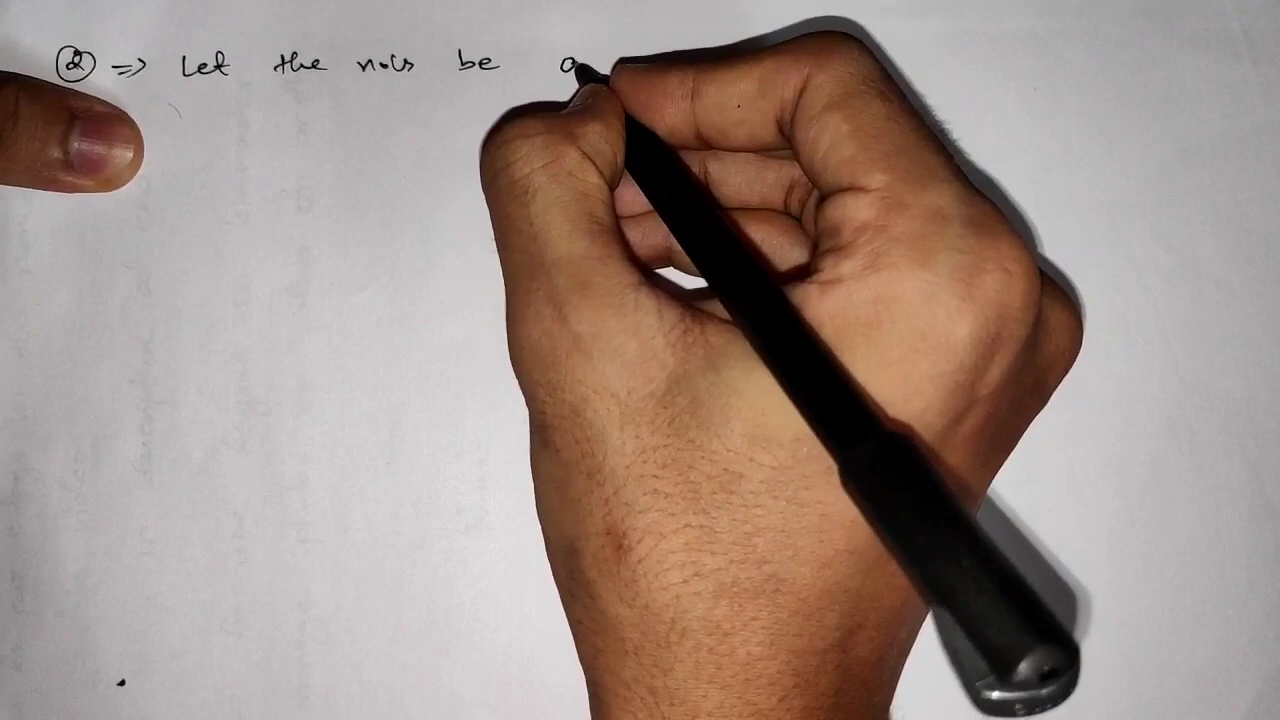 ② ⇒ Let the no.s be a